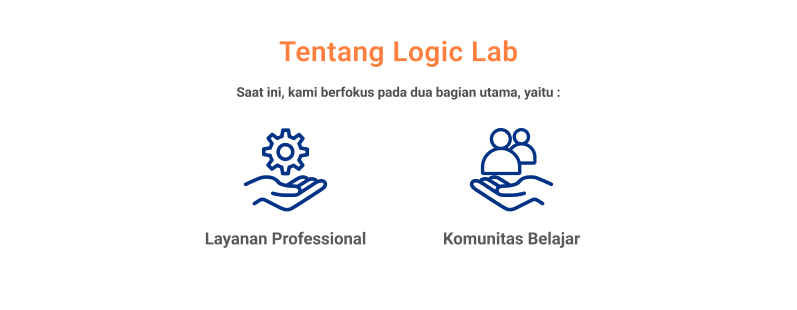 Tentang Logic Lab
Saat ini, kami berfokus pada dua bagian utama, yaitu :
Layanan Professional
Komunitas Belajar